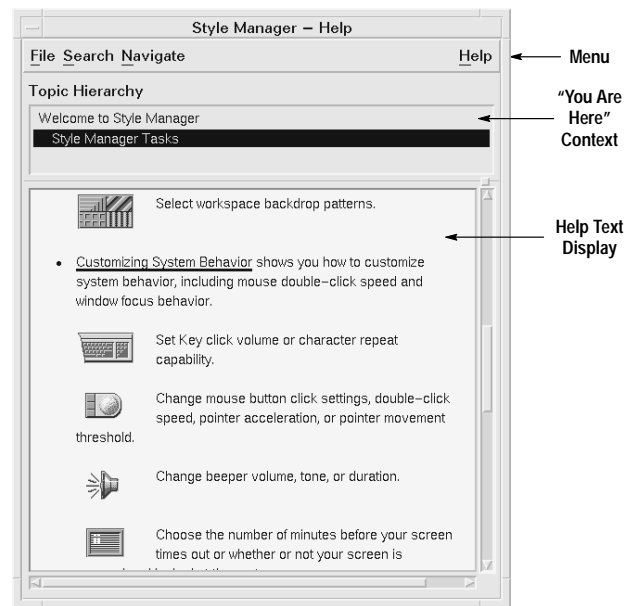 Style Manager – Help
File Search Navigate Help
Menu
Topic Hierarchy
Welcome to Style Manager
Style Manager Tasks
“You Are
Here”
Context
Select workspace backdrop patterns.
Help Text
Display
• Customizing System Behavior shows you how to customize
system behavior, including mouse double–click speed and
window focus behavior.
Set Key click volume or character repeat
capability.
Change mouse button click settings, double–click
speed, pointer acceleration, or pointer movement
threshold.
Change beeper volume, tone, or duration.
Choose the number of minutes before your screen
times out or whether or not your screen is